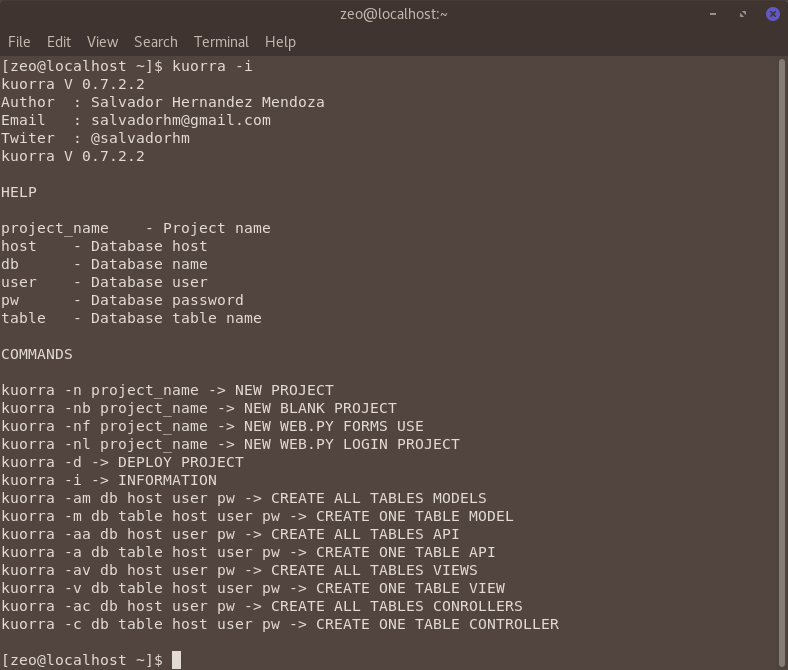 zeo@localhost:~
File Edit View Search Terminal Help
[zeo@localhost ~]$ kuorra -i
kuorra V 0.7.2.2
Author  : Salvador Hernandez Mendoza
Email   : salvadorhm@gmail.com
Twiter  : @salvadorhm
kuorra V 0.7.2.2
HELP
project_name    - Project name
host    - Database host
db      - Database name
user    - Database user
pw      - Database password
table   - Database table name
COMMANDS
kuorra -n project_name -> NEW PROJECT
kuorra -nb project_name -> NEW BLANK PROJECT
kuorra -nf project_name -> NEW WEB.PY FORMS USE
kuorra -nl project_name -> NEW WEB.PY LOGIN PROJECT
kuorra -d -> DEPLOY PROJECT
kuorra -i -> INFORMATION
kuorra -am db host user pw -> CREATE ALL TABLES MODELS
kuorra -m db table host user pw -> CREATE ONE TABLE MODEL
kuorra -aa db host user pw -> CREATE ALL TABLES API
kuorra -a db table host user pw -> CREATE ONE TABLE API
kuorra -av db host user pw -> CREATE ALL TABLES VIEWS
kuorra -v db table host user pw -> CREATE ONE TABLE VIEW
kuorra -ac db host user pw -> CREATE ALL TABLES CONROLLERS
kuorra -c db table host user pw -> CREATE ONE TABLE CONTROLLER
[zeo@localhost ~]$